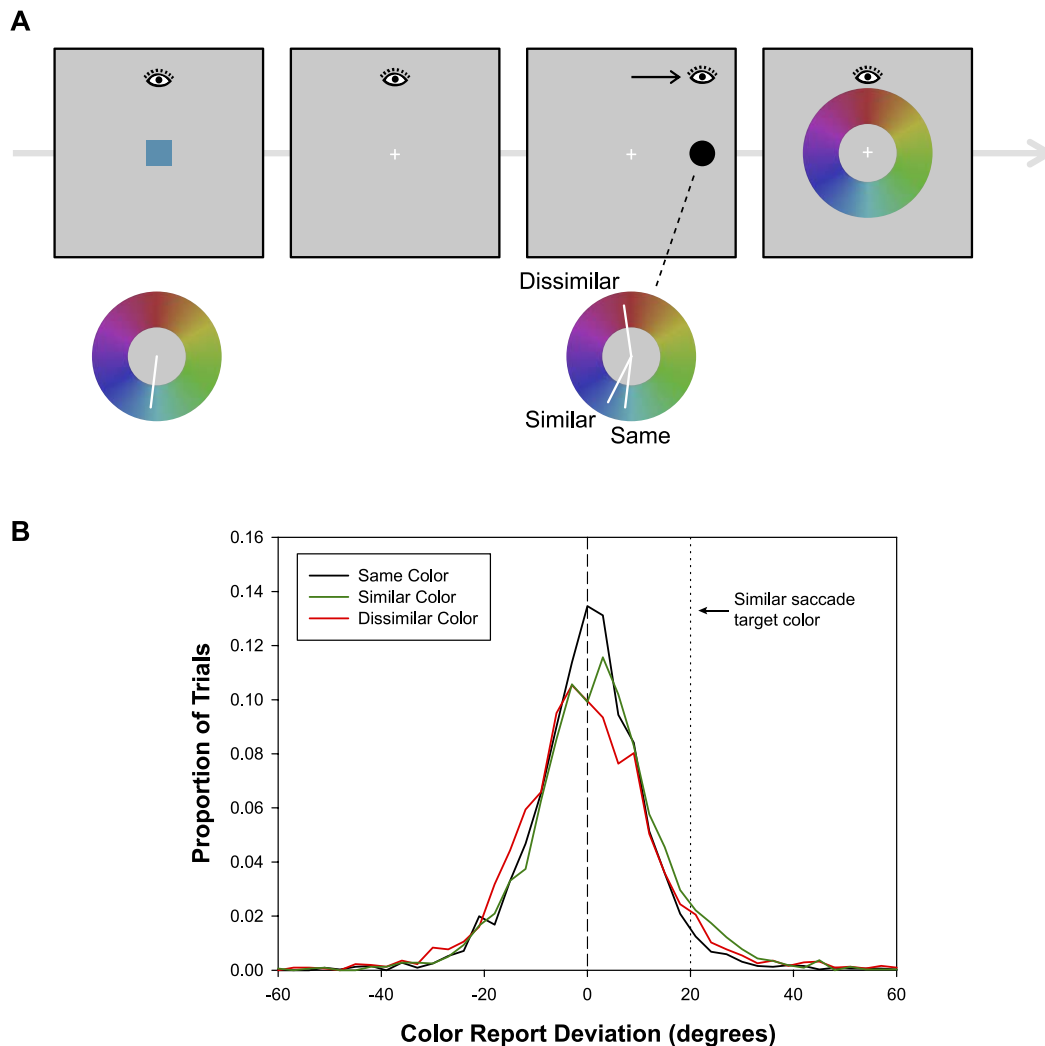 A
Dissimilar
Similar
Same
B
0.16
0.14
0.12
0.10
0.08
0.06
0.04
0.02
0.00
Proportion of Trials
Same Color
Similar Color
Dissimilar Color
Similar saccade
target color
-60
-40
-20
0
20
40
60
Color Report Deviation (degrees)